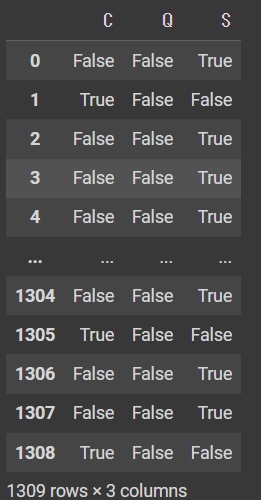 C Q S
0 False False True
1 True False False
2 False False True
3 False False True
4 False False True
... ... ... ...
1304 False False True
1305 True False False
1306 False False True
1307 False False True
1308 True False False
1309 rows × 3 columns